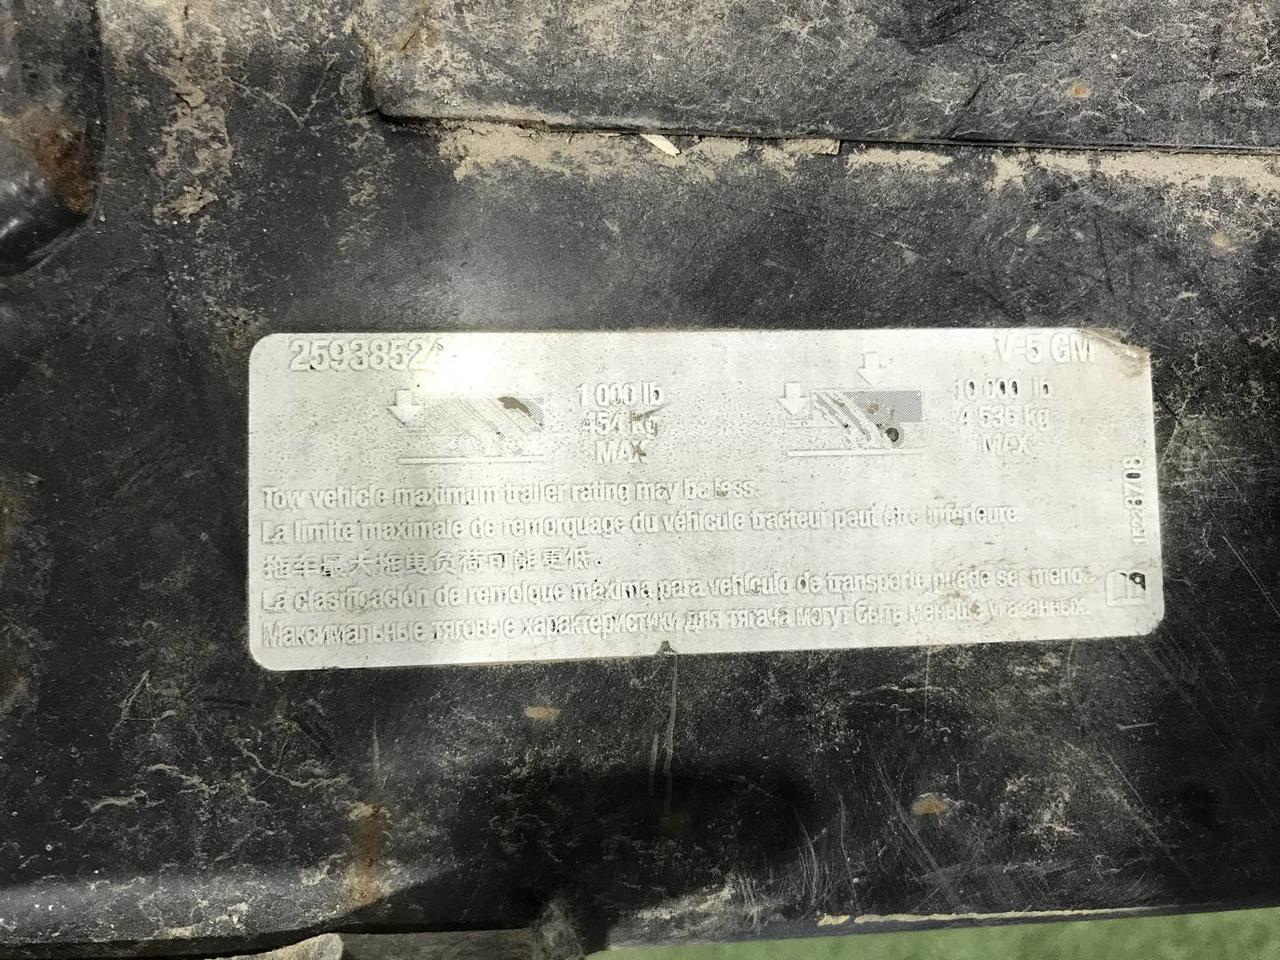 2593852
V-5 GM
1 000 lb
454 kg
MAX
10 000 lb
4 536 kg
MAX
Tow vehicle maximum trailer rating may be less.
La limite maximale de remorquage du véhicule tracteur peut être inférieure.
拖车最大拖曳负荷可能更低.
La clasificación de remolque máxima para vehículo de transporte puede ser menor.
Максимальные тяговые характеристики для тягача могут быть меньше указанных.